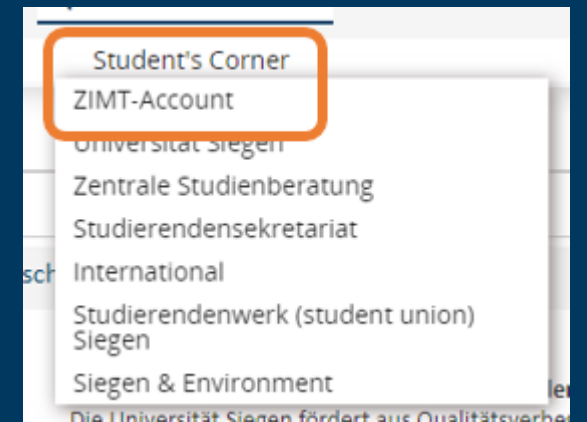 Student's Corner
ZIMT-Account
Universität Siegen
Zentrale Studienberatung
Studierendensekretariat
sch International
Studierendenwerk (student union)
Siegen
Siegen & Environment
Die Universität Siegen fördert aus Qualitätsverbe